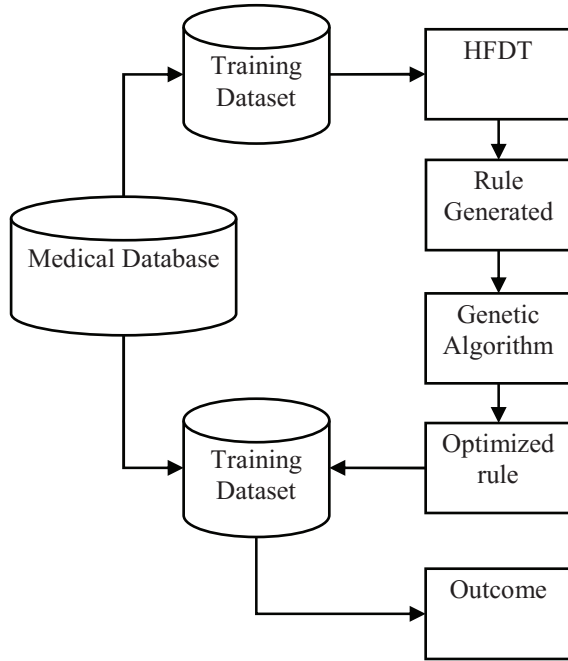 Training
Dataset
HFDT
Rule
Generated
Medical Database
Genetic
Algorithm
Training
Dataset
Optimized
rule
Outcome